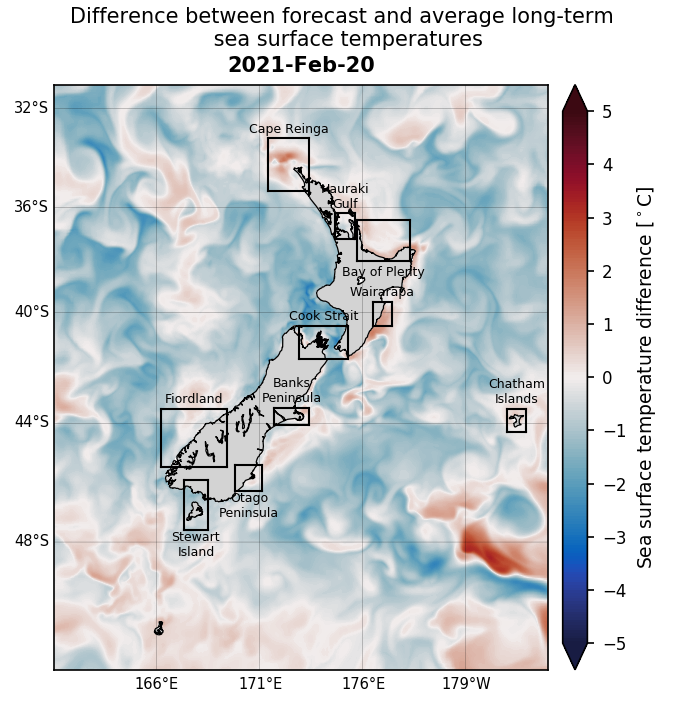 Difference between forecast and average long-term
sea surface temperatures
2021-Feb-20
32°S
36°S
40°S
44°S
48°S
Cape Reinga
Hauraki
Gulf
Bay of Plenty
Wairarapa
Cook Strait
Banks
Peninsula
Fiordland
Chatham
Islands
Otago
Peninsula
Stewart
Island
166°E
171°E
176°E
179°W
5
4
3
2
1
0
−1
−2
−3
−4
−5
Sea surface temperature difference [°C]